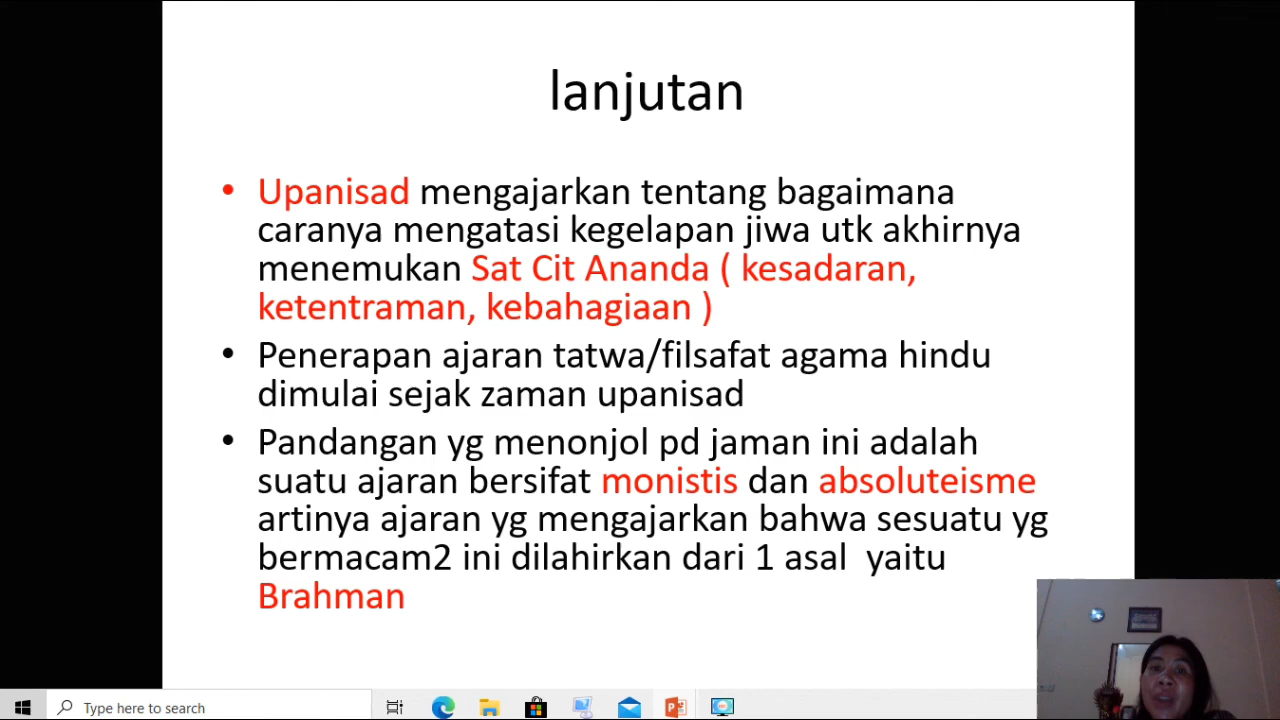 lanjutan
• Upanisad mengajarkan tentang bagaimana
caranya mengatasi kegelapan jiwa utk akhirnya
menemukan Sat Cit Ananda ( kesadaran,
ketentraman, kebahagiaan )
• Penerapan ajaran tatwa/filsafat agama hindu
dimulai sejak zaman upanisad
• Pandangan yg menonjol pd jaman ini adalah
suatu ajaran bersifat monistis dan absoluteisme
artinya ajaran yg mengajarkan bahwa sesuatu yg
bermacam2 ini dilahirkan dari 1 asal yaitu
Brahman
Type here to search